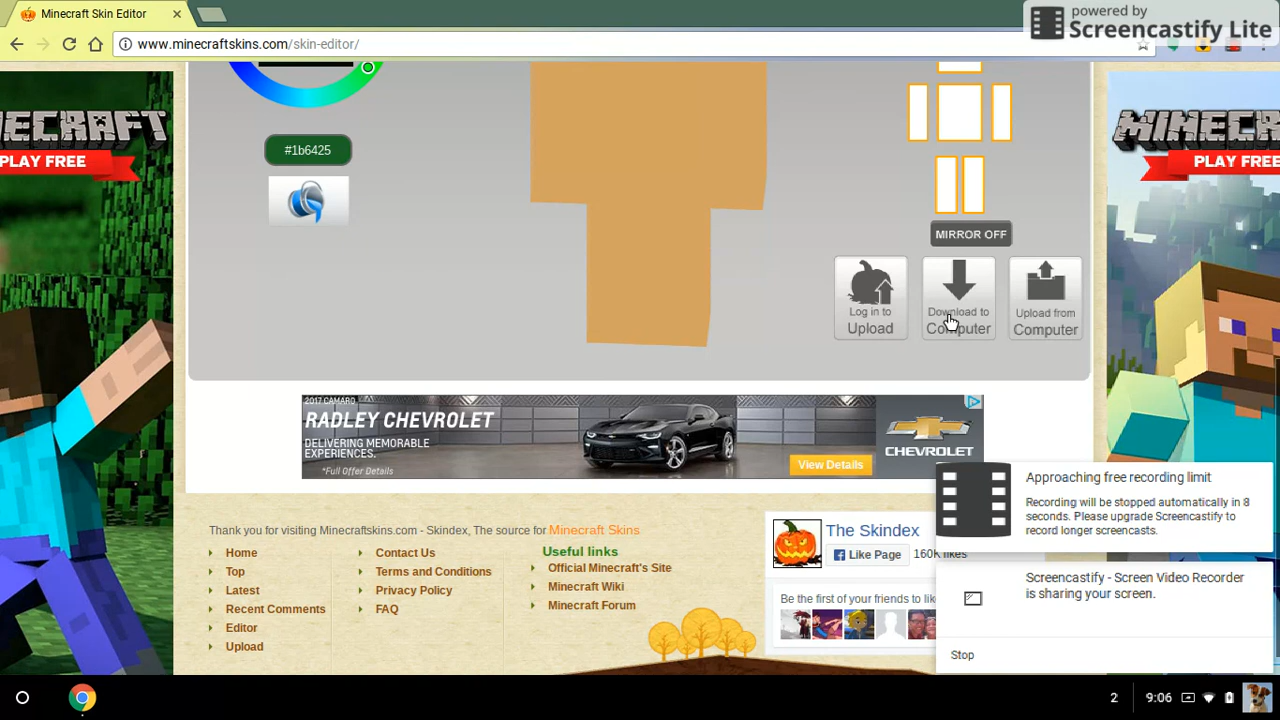 powered by
Screencastify Lite
Minecraft Skin Editor
www.minecraftskins.com/skin-editor/
MINECRAFT
PLAY FREE
#1b6425
MIRROR OFF
Log in to
Upload
Download to
Computer
Upload from
Computer
2017 CAMARO
RADLEY CHEVROLET
DELIVERING MEMORABLE
EXPERIENCES.
*Full Offer Details
View Details
CHEVROLET
Approaching free recording limit
Recording will be stopped automatically in 8
seconds. Please upgrade Screencastify to
record longer screencasts.
Thank you for visiting Minecraftskins.com - Skindex, The source for Minecraft Skins
Home
Top
Latest
Recent Comments
Editor
Upload
Contact Us
Terms and Conditions
Privacy Policy
FAQ
Useful links
Official Minecraft's Site
Minecraft Wiki
Minecraft Forum
The Skindex
Like Page
160K likes
Be the first of your friends to
Screencastify - Screen Video Recorder
is sharing your screen.
Stop
2
9:06